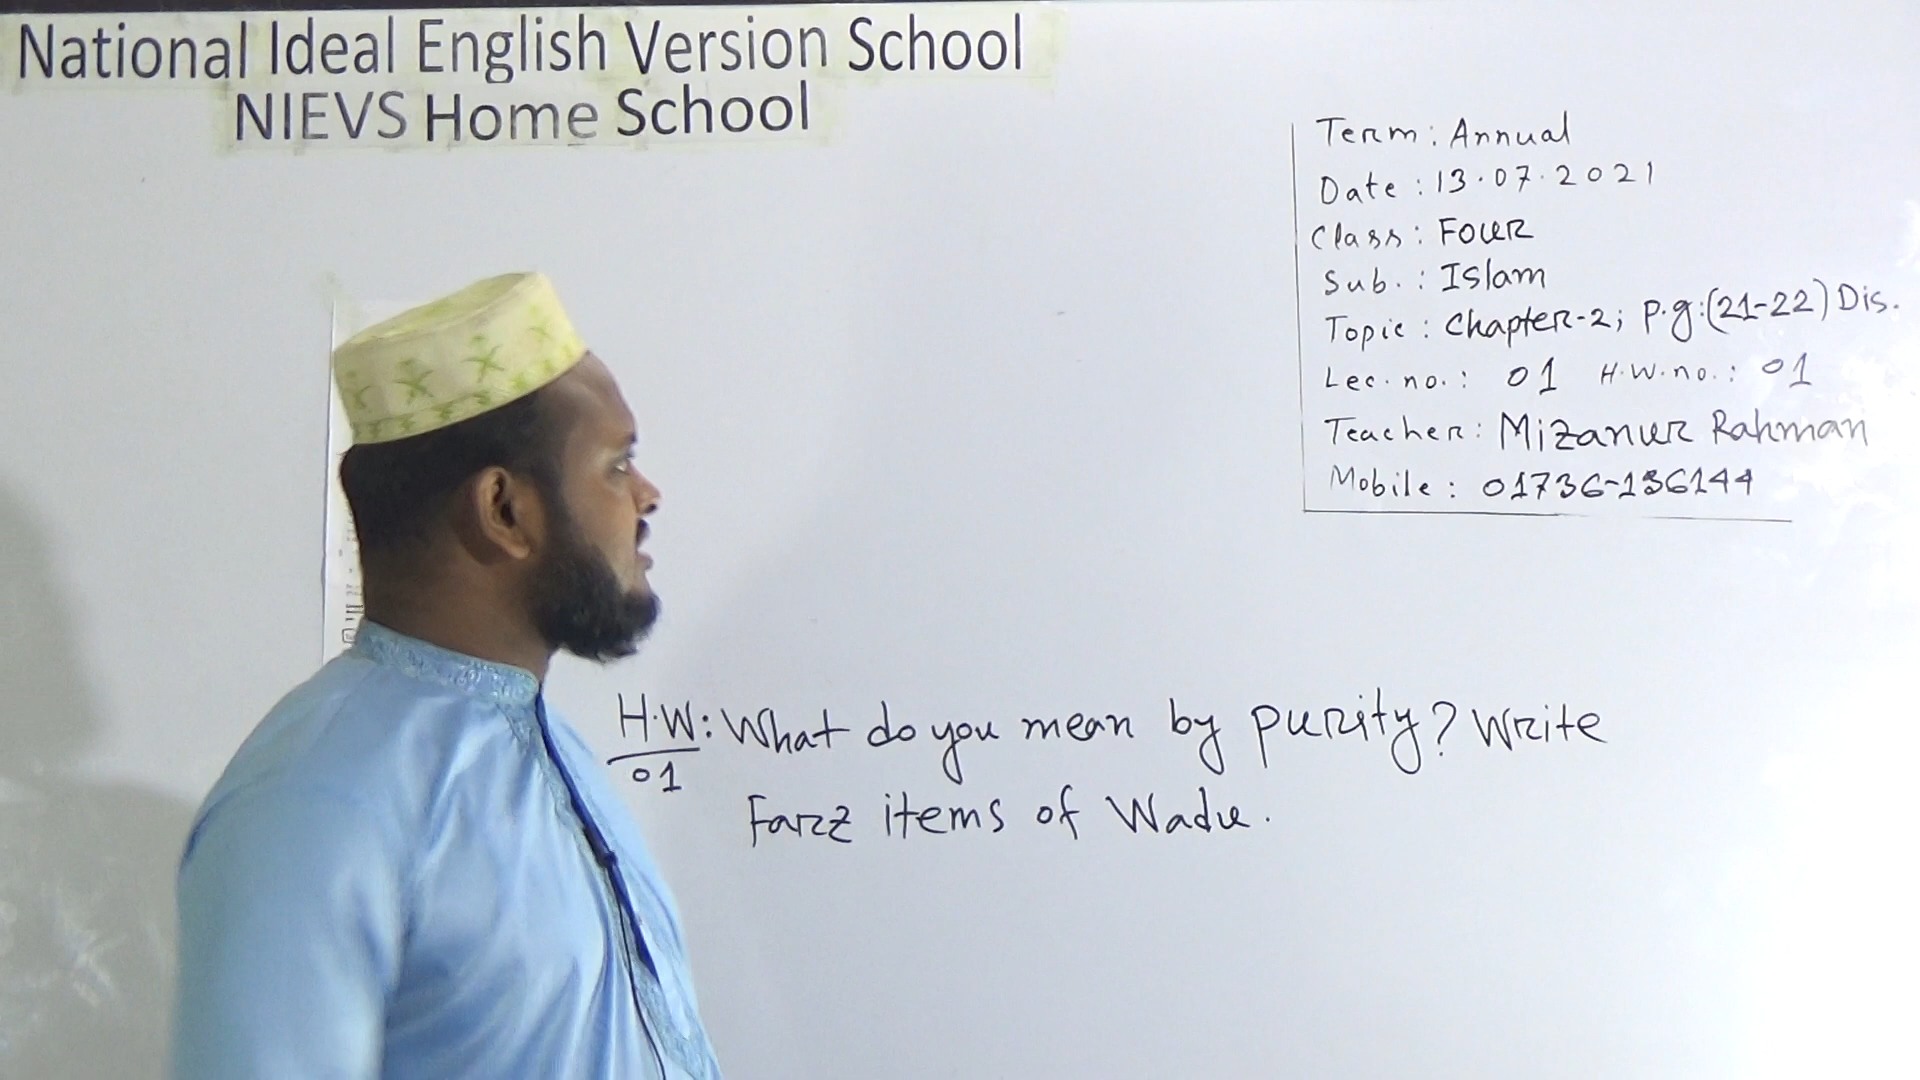 National Ideal English Version School
NIEVS Home School
Term: Annual
Date: 13.07.2021
Class: Four
Sub.: Islam
Topic: Chapter-2; P.g:(21-22) Dis.
Lec. no.: 01 H.W. no.: 01
Teacher: Mizanur Rahman
Mobile: 01736-136144
H.W: What do you mean by purity? Write
01
Farz items of Wadu.